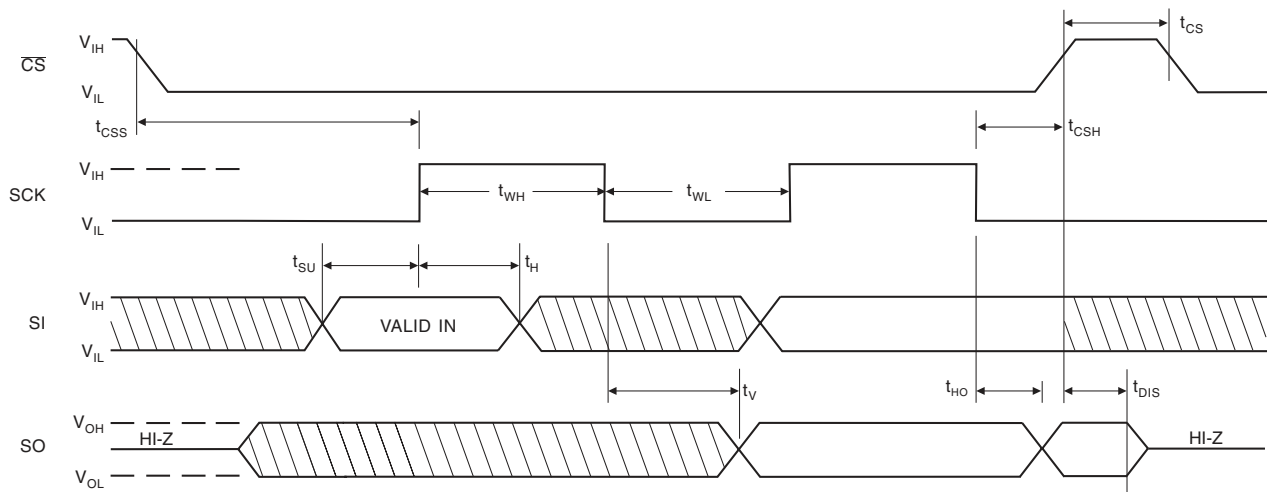 t_CS
V_IH
CS
V_IL
t_CSS
t_CSH
V_IH
SCK
t_WH
t_WL
V_IL
t_SU
t_H
V_IH
SI
VALID IN
V_IL
t_V
t_HO
t_DIS
V_OH
SO
HI-Z
HI-Z
V_OL